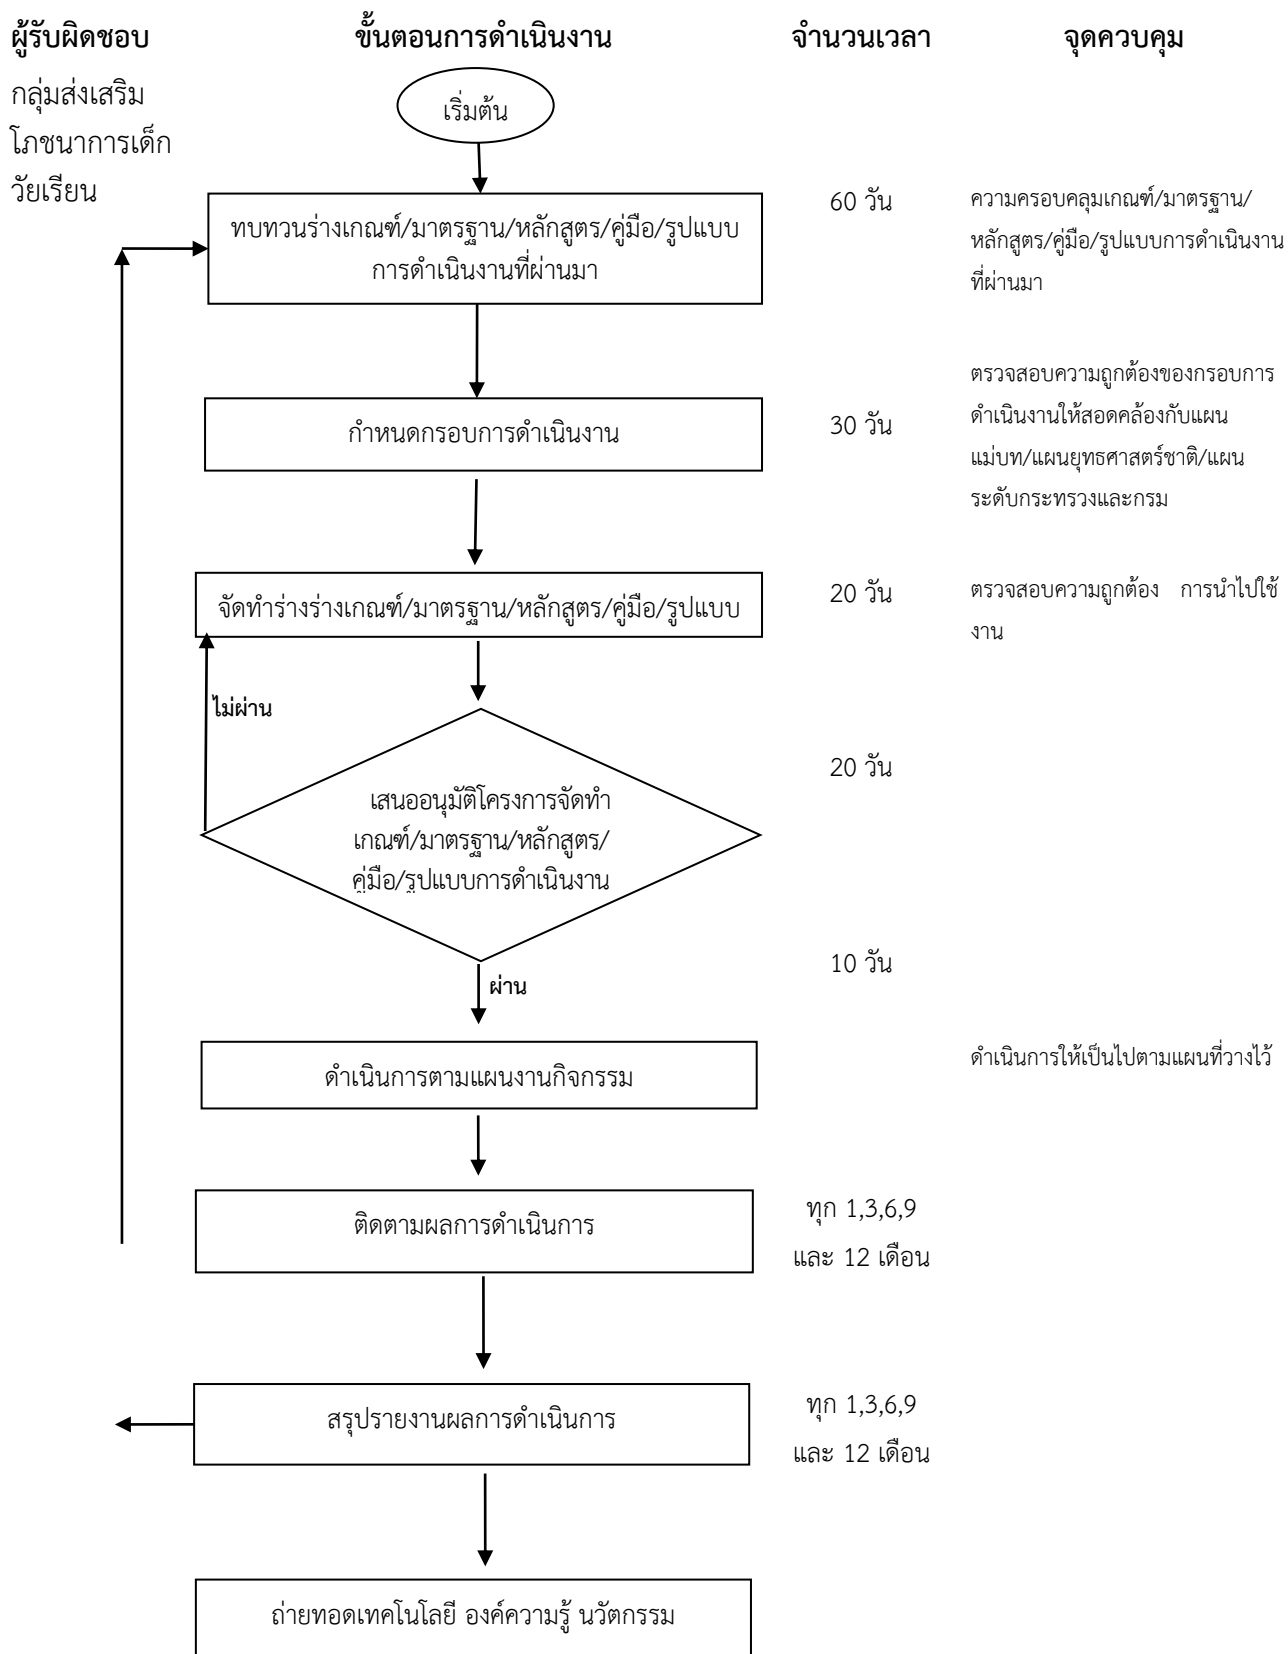 ผู้รับผิดชอบ
ขั้นตอนการดำเนินงาน
จำนวนเวลา
จุดควบคุม
กลุ่มส่งเสริม
โภชนาการเด็ก
วัยเรียน
เริ่มต้น
ทบทวนร่างเกณฑ์/มาตรฐาน/หลักสูตร/คู่มือ/รูปแบบ
การดำเนินงานที่ผ่านมา
60 วัน
ความครอบคลุมเกณฑ์/มาตรฐาน/
หลักสูตร/คู่มือ/รูปแบบการดำเนินงาน
ที่ผ่านมา
กำหนดกรอบการดำเนินงาน
30 วัน
ตรวจสอบความถูกต้องของกรอบการ
ดำเนินงานให้สอดคล้องกับแผน
แม่บท/แผนยุทธศาสตร์ชาติ/แผน
ระดับกระทรวงและกรม
จัดทำร่างร่างเกณฑ์/มาตรฐาน/หลักสูตร/คู่มือ/รูปแบบ
20 วัน
ตรวจสอบความถูกต้อง การนำไปใช้
งาน
ไม่ผ่าน
เสนออนุมัติโครงการจัดทำ
เกณฑ์/มาตรฐาน/หลักสูตร/
คู่มือ/รูปแบบการดำเนินงาน
20 วัน
ผ่าน
10 วัน
ดำเนินการตามแผนงานกิจกรรม
ดำเนินการให้เป็นไปตามแผนที่วางไว้
ติดตามผลการดำเนินการ
ทุก 1,3,6,9
และ 12 เดือน
สรุปรายงานผลการดำเนินการ
ทุก 1,3,6,9
และ 12 เดือน
ถ่ายทอดเทคโนโลยี องค์ความรู้ นวัตกรรม